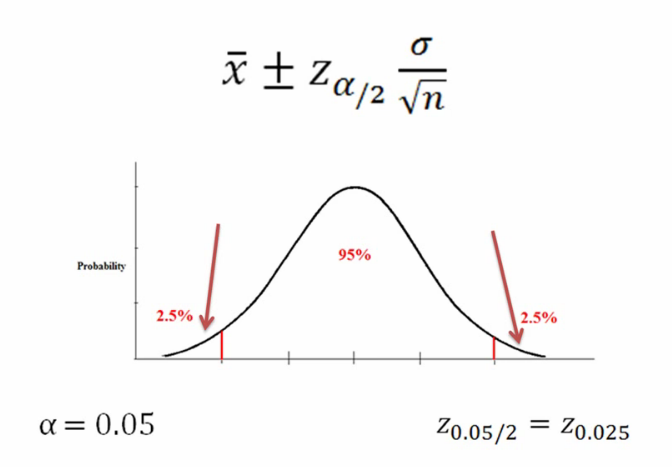 x̄ ± z_{α/2} σ/√n
95%
Probability
2.5%
2.5%
α = 0.05
z_{0.05/2} = z_{0.025}